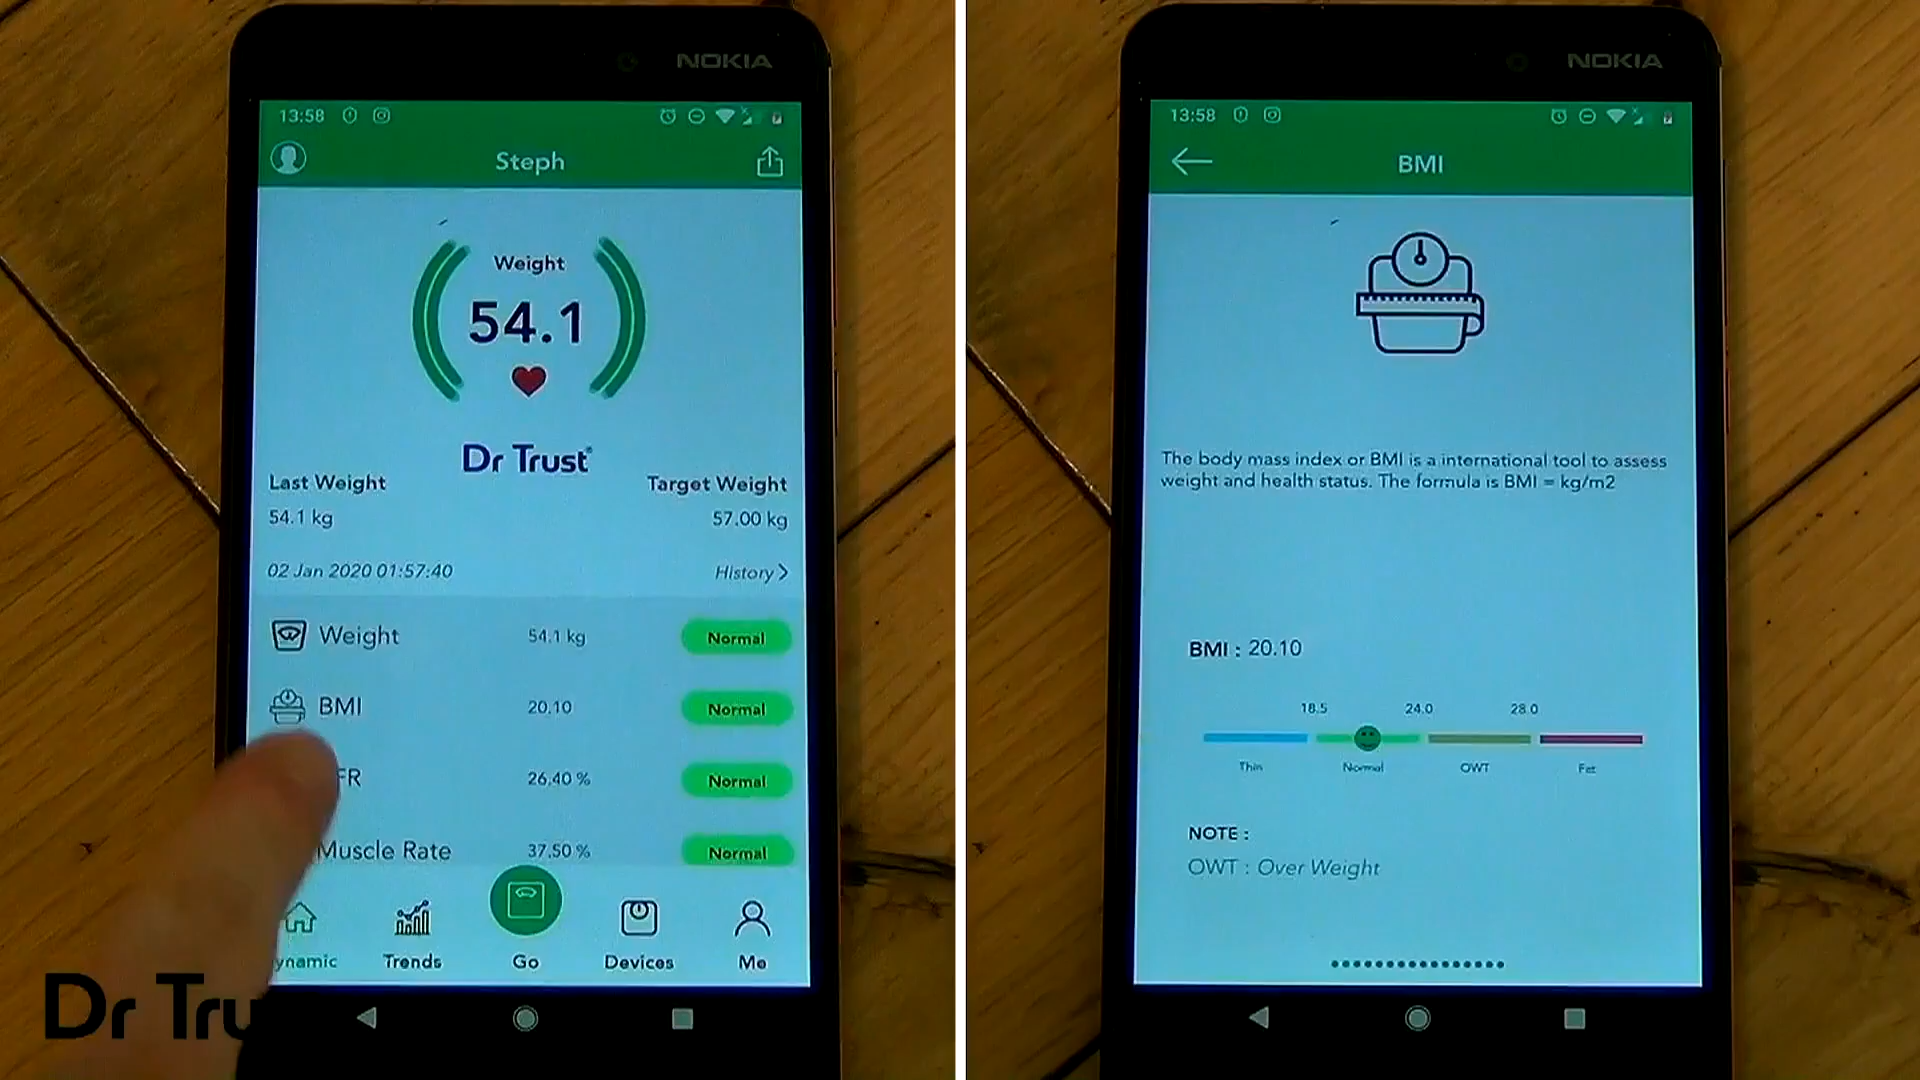 NOKIA
13:58
Steph
Weight
54.1
Dr Trust
Last Weight
Target Weight
54.1 kg
57.00 kg
02 Jan 2020 01:57:40
History
Weight 54.1 kg Normal
BMI 20.10 Normal
FR 26.40 % Normal
Muscle Rate 37.50 % Normal
ynamic Trends Go Devices Me
Dr Tru
NOKIA
13:58
BMI
The body mass index or BMI is a international tool to assess
weight and health status. The formula is BMI = kg/m2
BMI : 20.10
18.5 24.0 28.0
Thin Normal OWT Fat
NOTE :
OWT : Over Weight